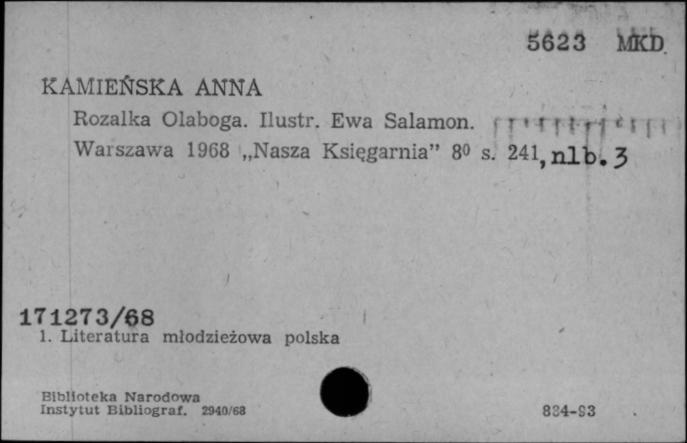 5623 MKD
KAMIEŃSKA ANNA
Rozalka Olaboga. Ilustr. Ewa Salamon.
Warszawa 1968 „Nasza Księgarnia” 8⁰ s. 241, nlb. 3
171273/68
1. Literatura młodzieżowa polska
Biblioteka Narodowa
Instytut Bibliograf. 2940/68
884-93